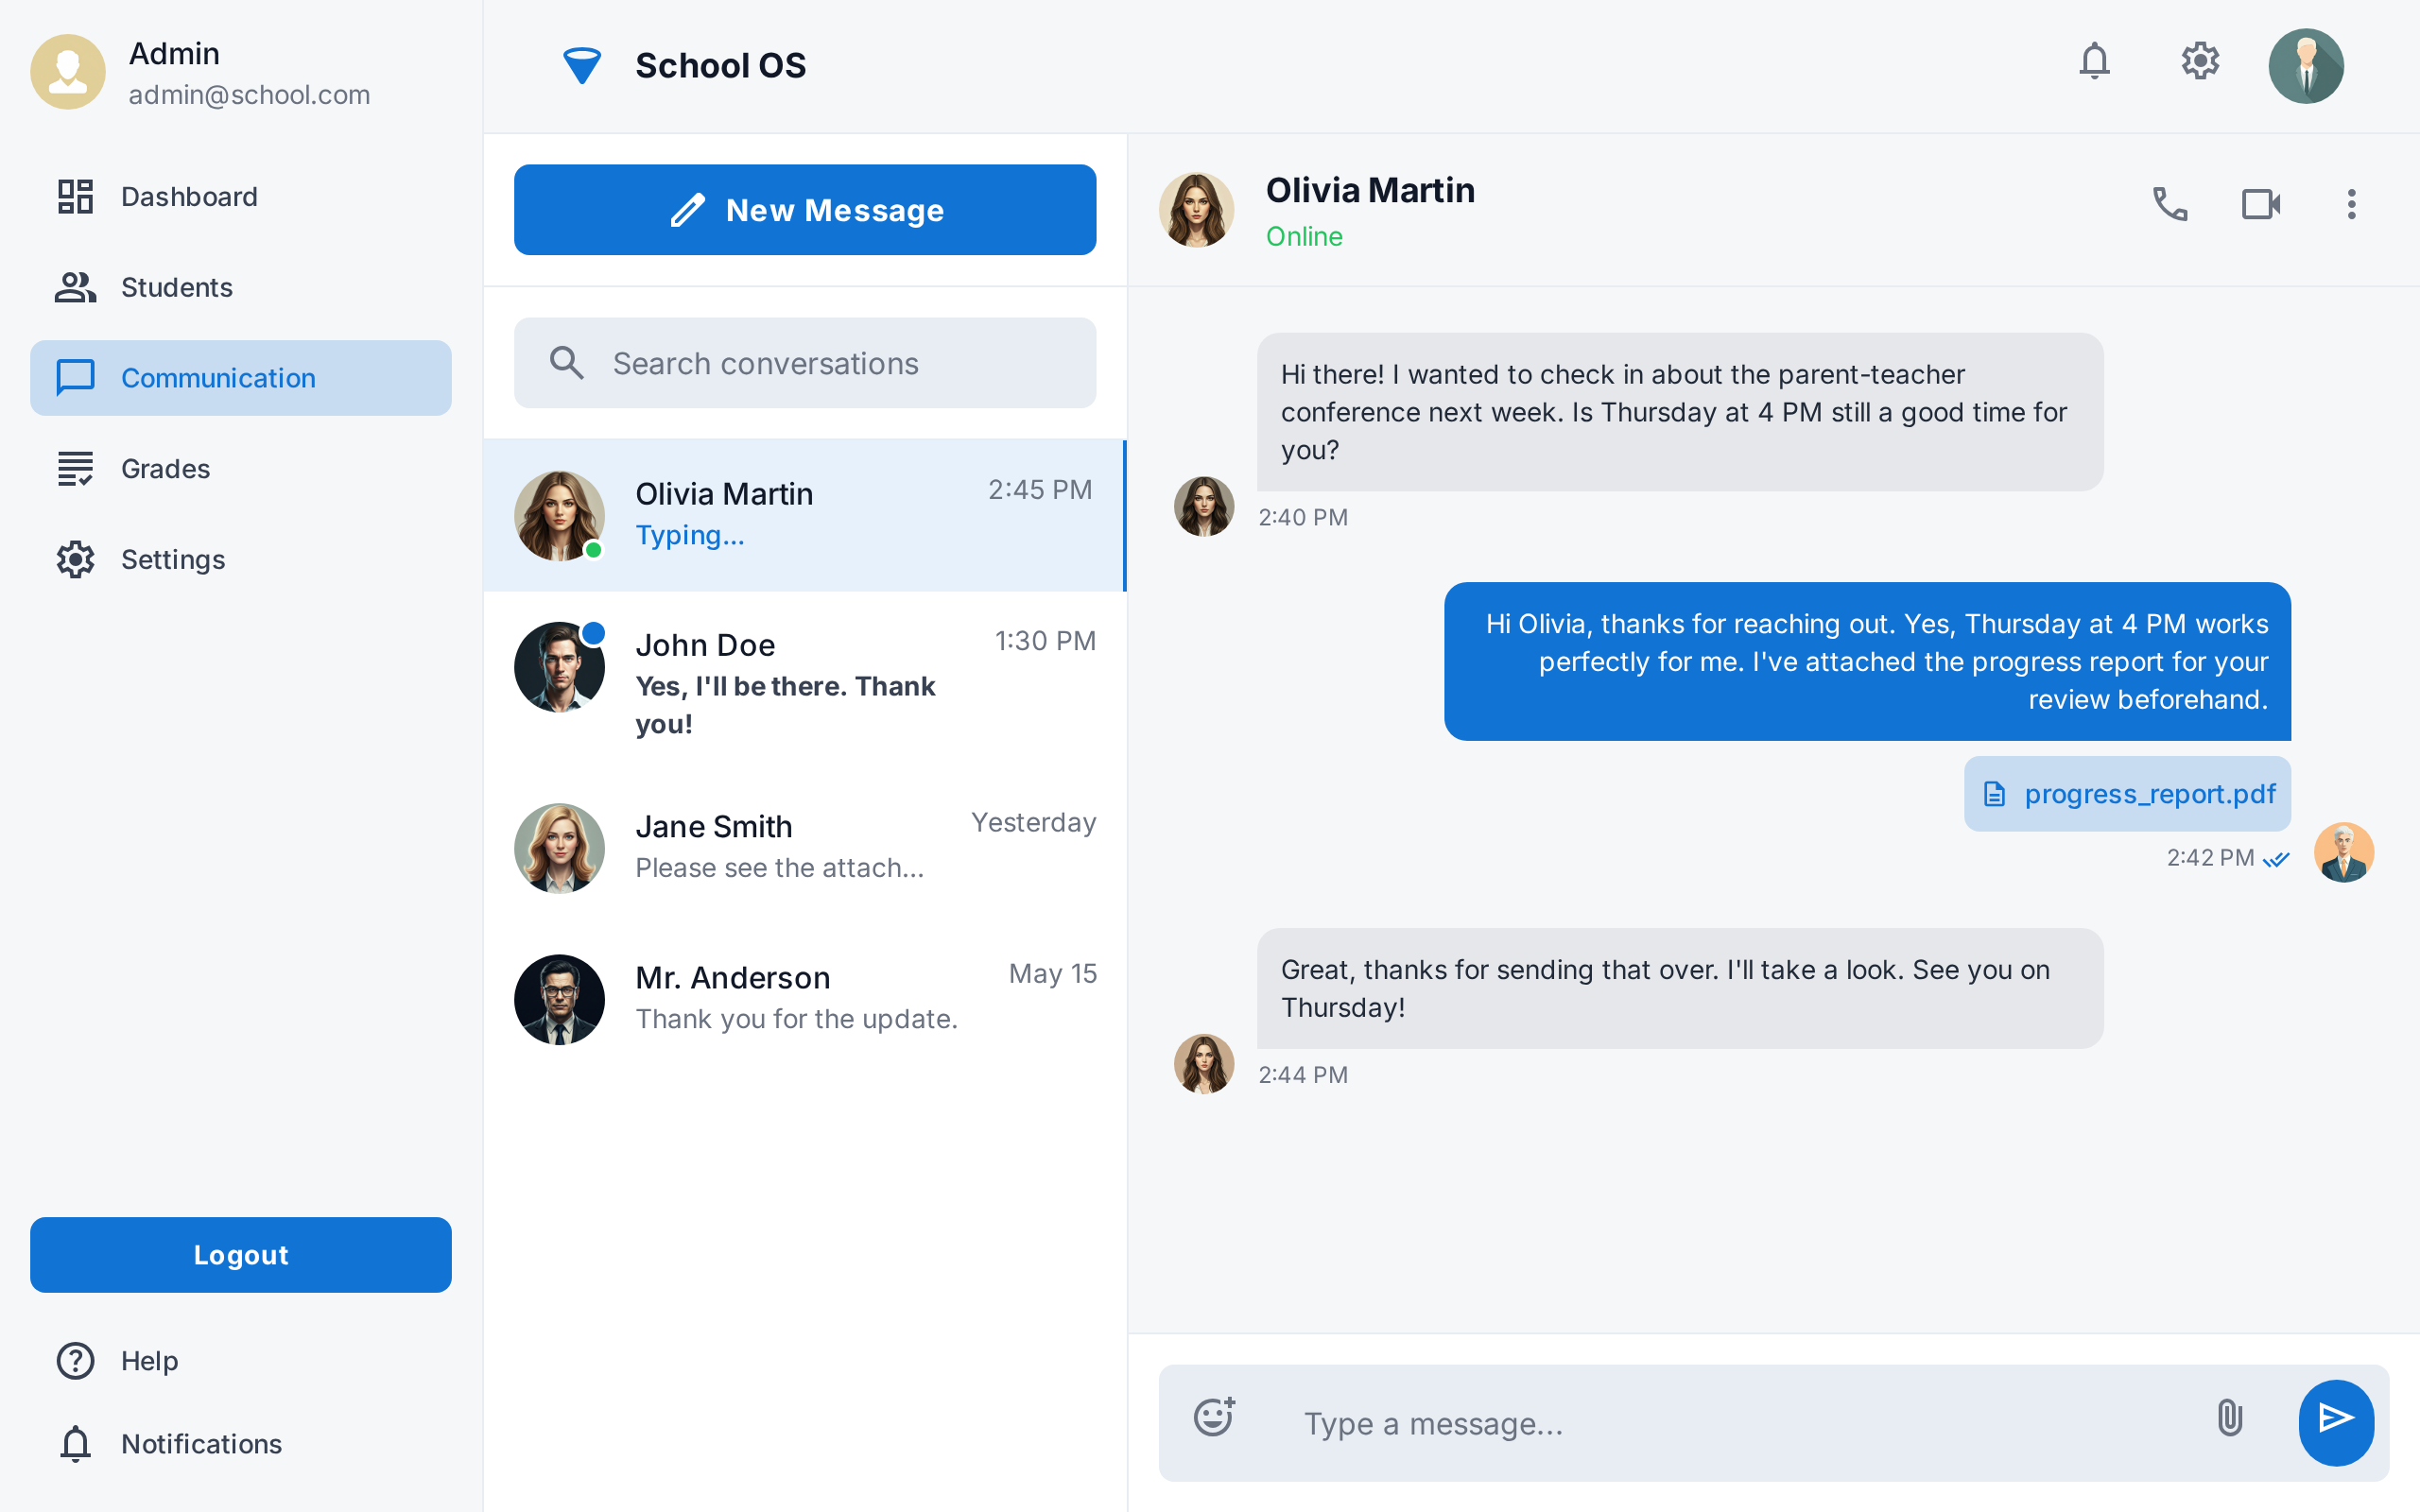 Admin
admin@school.com
Dashboard
Students
Communication
Grades
Settings
Logout
Help
Notifications
School OS
New Message
Search conversations
Olivia Martin
2:45 PM
Typing...
John Doe
1:30 PM
Yes, I'll be there. Thank
you!
Jane Smith
Yesterday
Please see the attach...
Mr. Anderson
May 15
Thank you for the update.
Olivia Martin
Online
Hi there! I wanted to check in about the parent-teacher
conference next week. Is Thursday at 4 PM still a good time for
you?
2:40 PM
Hi Olivia, thanks for reaching out. Yes, Thursday at 4 PM works
perfectly for me. I've attached the progress report for your
review beforehand.
progress_report.pdf
2:42 PM
Great, thanks for sending that over. I'll take a look. See you on
Thursday!
2:44 PM
Type a message...